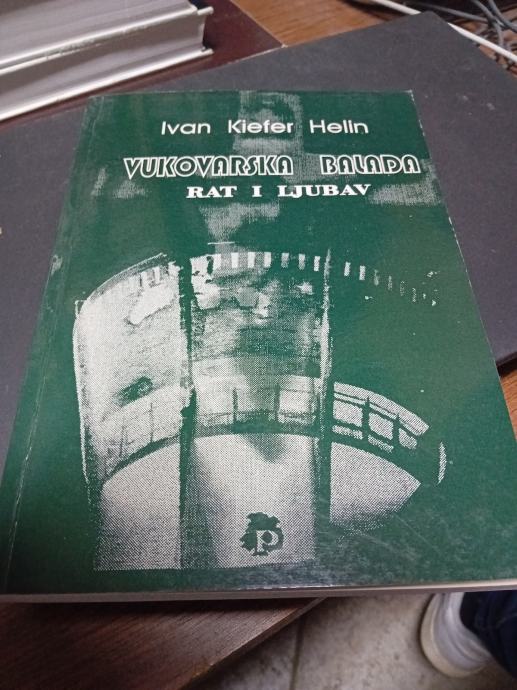 Ivan Kiefer Helin
VUKOVARSKA BALADA
RAT I LJUBAV
p